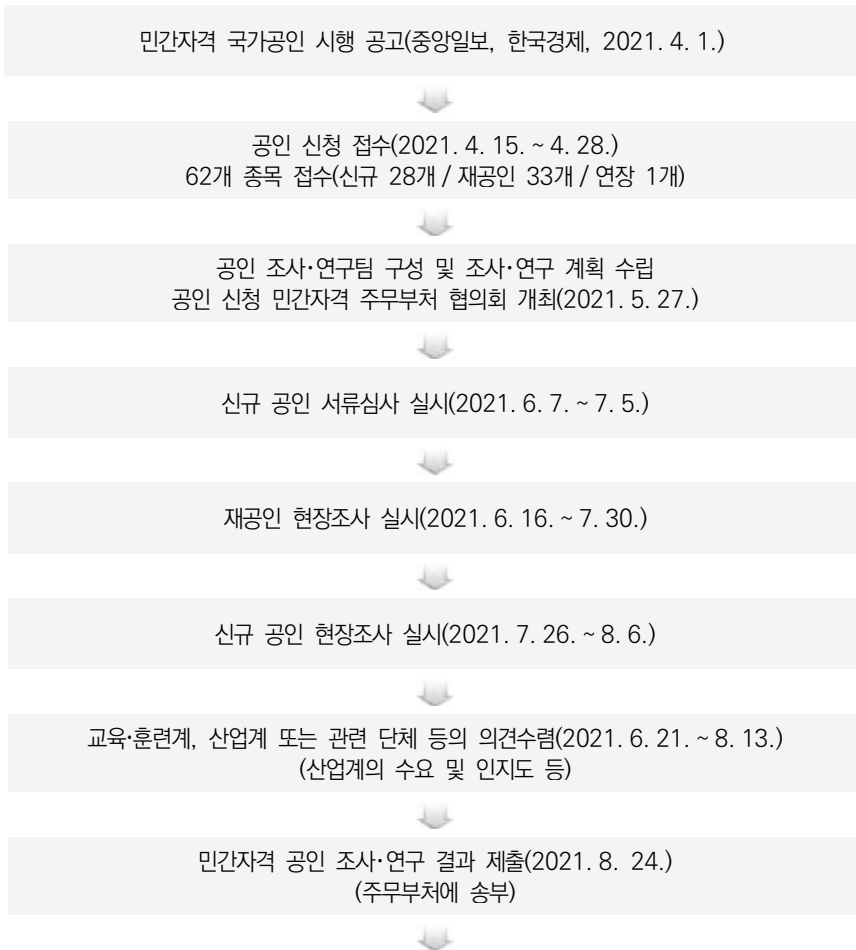 민간자격 국가공인 시행 공고(중앙일보, 한국경제, 2021. 4. 1.)
공인 신청 접수(2021. 4. 15. ~ 4. 28.)
62개 종목 접수(신규 28개 / 재공인 33개 / 연장 1개)
공인 조사·연구팀 구성 및 조사·연구 계획 수립
공인 신청 민간자격 주무부처 협의회 개최(2021. 5. 27.)
신규 공인 서류심사 실시(2021. 6. 7. ~ 7. 5.)
재공인 현장조사 실시(2021. 6. 16. ~ 7. 30.)
신규 공인 현장조사 실시(2021. 7. 26. ~ 8. 6.)
교육·훈련계, 산업계 또는 관련 단체 등의 의견수렴(2021. 6. 21. ~ 8. 13.)
(산업계의 수요 및 인지도 등)
민간자격 공인 조사·연구 결과 제출(2021. 8. 24.)
(주무부처에 송부)